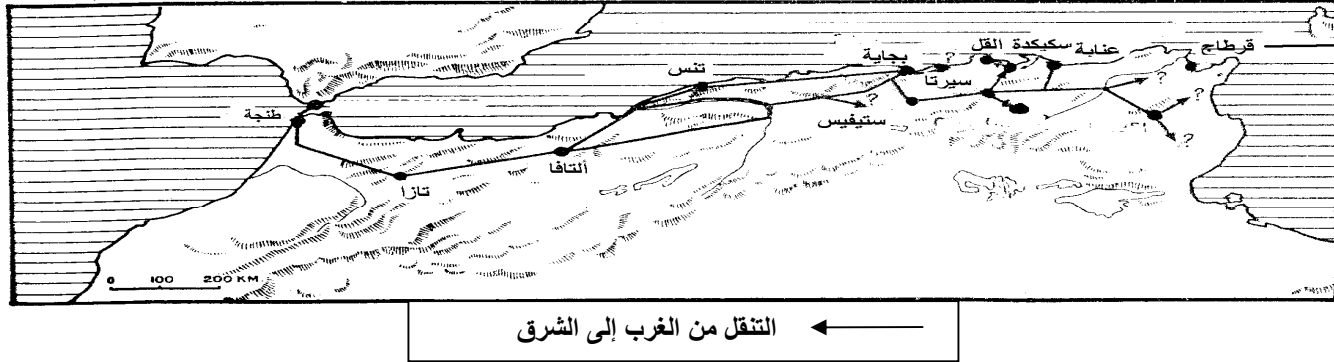 قرطاج
عنابة
سكيكدة
القل
سيرتا
بجاية
ستيفيس
تنس
ألتافا
تازا
طنجة
?
?
?
?
?
0 100 200 KM
التنقل من الغرب إلى الشرق